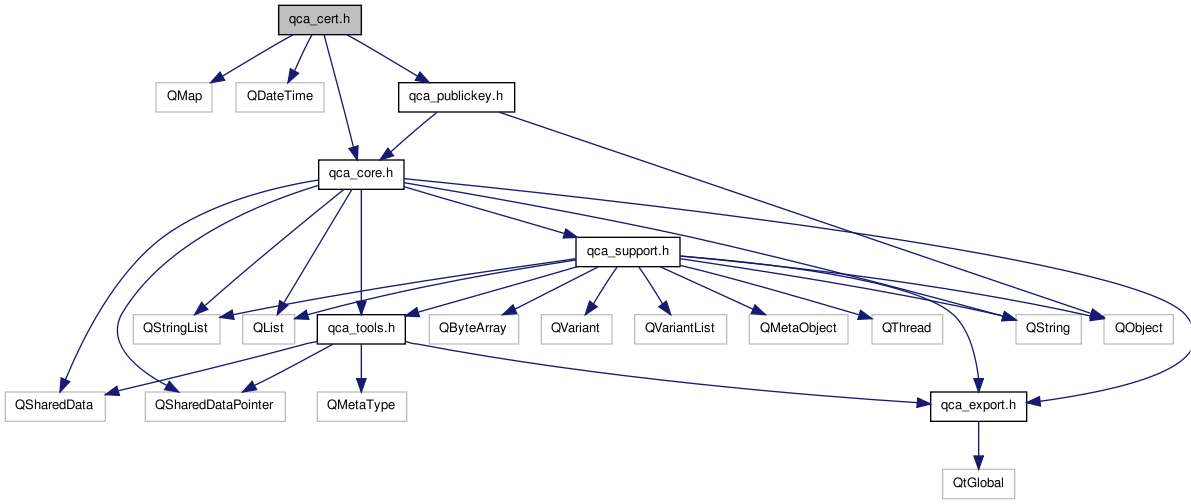 qca_cert.h
QMap
QDateTime
qca_publickey.h
qca_core.h
qca_support.h
QStringList
QList
qca_tools.h
QByteArray
QVariant
QVariantList
QMetaObject
QThread
QString
QObject
QSharedData
QSharedDataPointer
QMetaType
qca_export.h
QtGlobal